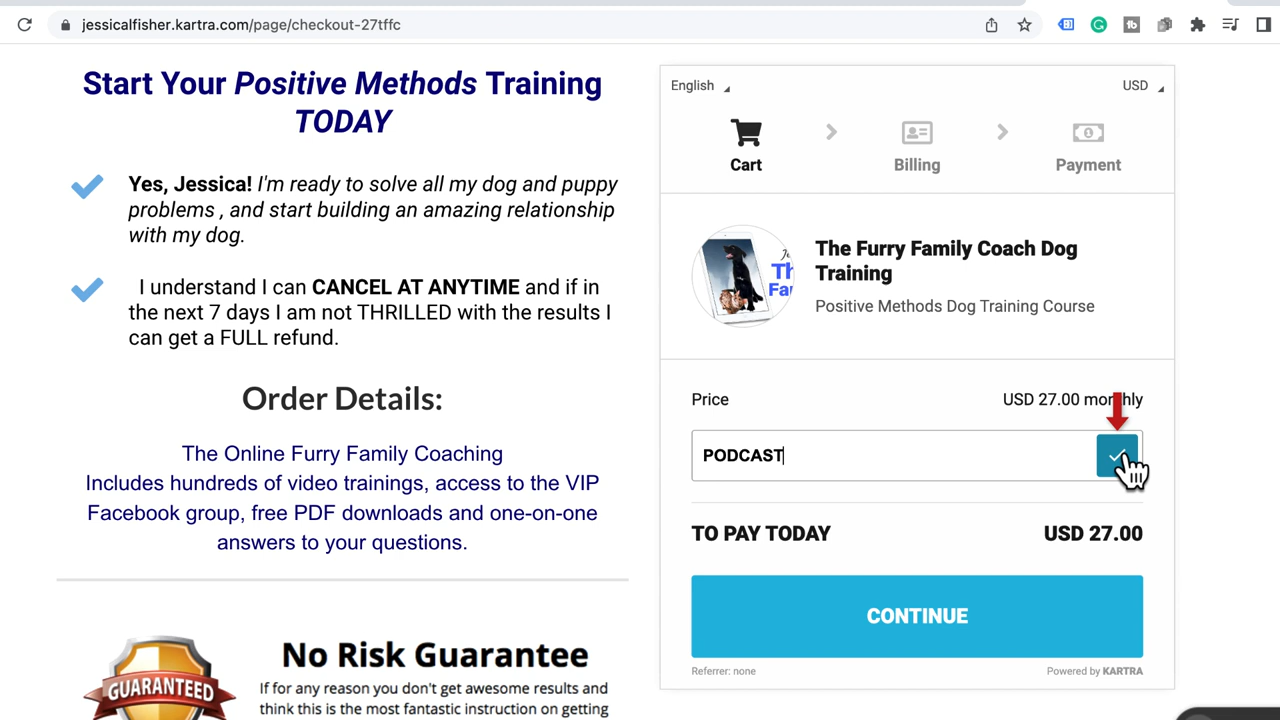 jessicalfisher.kartra.com/page/checkout-27tffc
Start Your Positive Methods Training
TODAY
Yes, Jessica! I'm ready to solve all my dog and puppy
problems , and start building an amazing relationship
with my dog.
I understand I can CANCEL AT ANYTIME and if in
the next 7 days I am not THRILLED with the results I
can get a FULL refund.
Order Details:
The Online Furry Family Coaching
Includes hundreds of video trainings, access to the VIP
Facebook group, free PDF downloads and one-on-one
answers to your questions.
GUARANTEED
No Risk Guarantee
If for any reason you don't get awesome results and
think this is the most fantastic instruction on getting
English
USD
Cart
Billing
Payment
The Furry Family Coach Dog
Training
Positive Methods Dog Training Course
Price
USD 27.00 monthly
PODCAST
TO PAY TODAY
USD 27.00
CONTINUE
Referrer: none
Powered by KARTRA